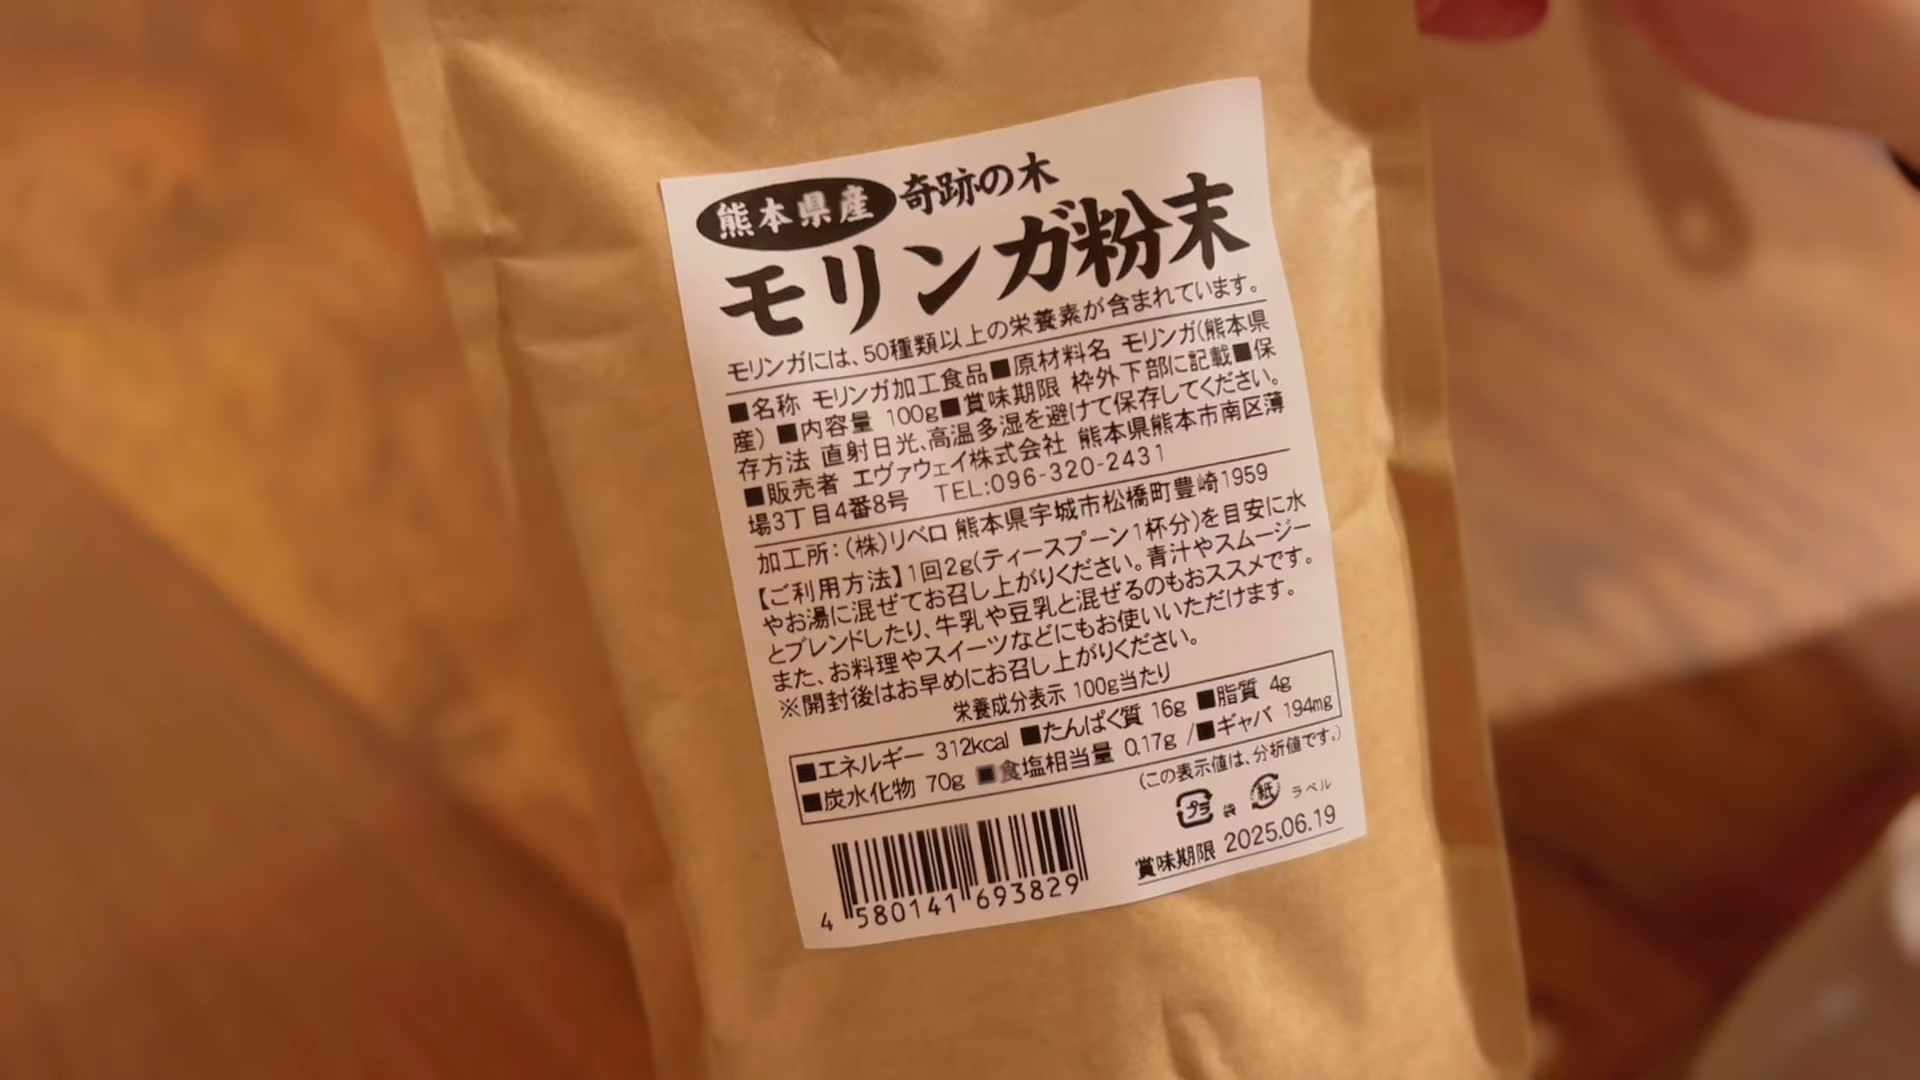 熊本県産 奇跡の木
モリンガ粉末
モリンガには、50種類以上の栄養素が含まれています。
■名称 モリンガ加工食品■原材料名 モリンガ(熊本県
産) ■内容量 100g■賞味期限 枠外下部に記載■保
存方法 直射日光、高温多湿を避けて保存してください。
■販売者 エヴァウェイ株式会社 熊本県熊本市南区薄
場3丁目4番8号 TEL:096-320-2431
加工所:(株)リベロ 熊本県宇城市松橋町豊崎1959
【ご利用方法】1回2g(ティースプーン1杯分)を目安に水
やお湯に混ぜてお召し上がりください。青汁やスムージー
とブレンドしたり、牛乳や豆乳と混ぜるのもおススメです。
また、お料理やスイーツなどにもお使いいただけます。
※開封後はお早めにお召し上がりください。
栄養成分表示 100g当たり
■エネルギー 312kcal ■たんぱく質 16g ■脂質 4g
■炭水化物 70g ■食塩相当量 0.17g /■ギャバ 194mg
(この表示値は、分析値です。)
プラ 袋 紙 ラベル
賞味期限 2025.06.19
4 580141 693829